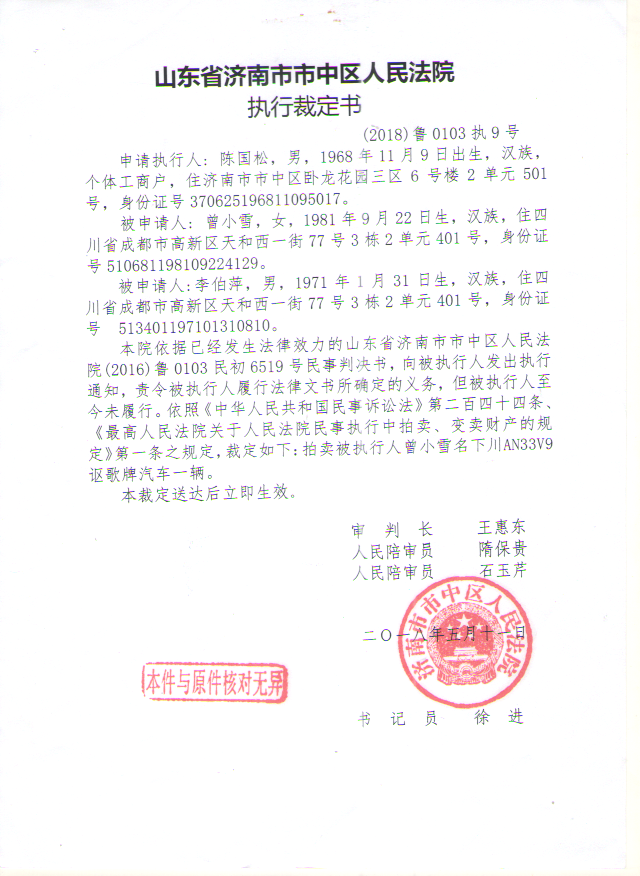 山东省济南市市中区人民法院
执行裁定书
(2018)鲁0103执9号
申请执行人：陈国松，男，1968年11月9日出生，汉族，
个体工商户，住济南市市中区卧龙花园三区6号楼2单元501
号，身份证号370625196811095017。
被申请人：曾小雪，女，1981年9月22日生，汉族，住四
川省成都市高新区天和西一街77号3栋2单元401号，身份证
号510681198109224129。
被申请人:李伯萍，男，1971年1月31日生，汉族，住四
川省成都市高新区天和西一街77号3栋2单元401号，身份证
号 513401197101310810。
本院依据已经发生法律效力的山东省济南市市中区人民法
院(2016)鲁0103民初6519号民事判决书，向被执行人发出执行
通知，责令被执行人履行法律文书所确定的义务，但被执行人至
今未履行。依照《中华人民共和国民事诉讼法》第二百四十四条、
《最高人民法院关于人民法院民事执行中拍卖、变卖财产的规
定》第一条之规定，裁定如下:拍卖被执行人曾小雪名下川AN33V9
讴歌牌汽车一辆。
本裁定送达后立即生效。
审 判 长 王惠东
人民陪审员 隋保贵
人民陪审员 石玉芹
济南市市中区人民法院
二〇一八年五月十一日
本件与原件核对无异
书 记 员 徐 进